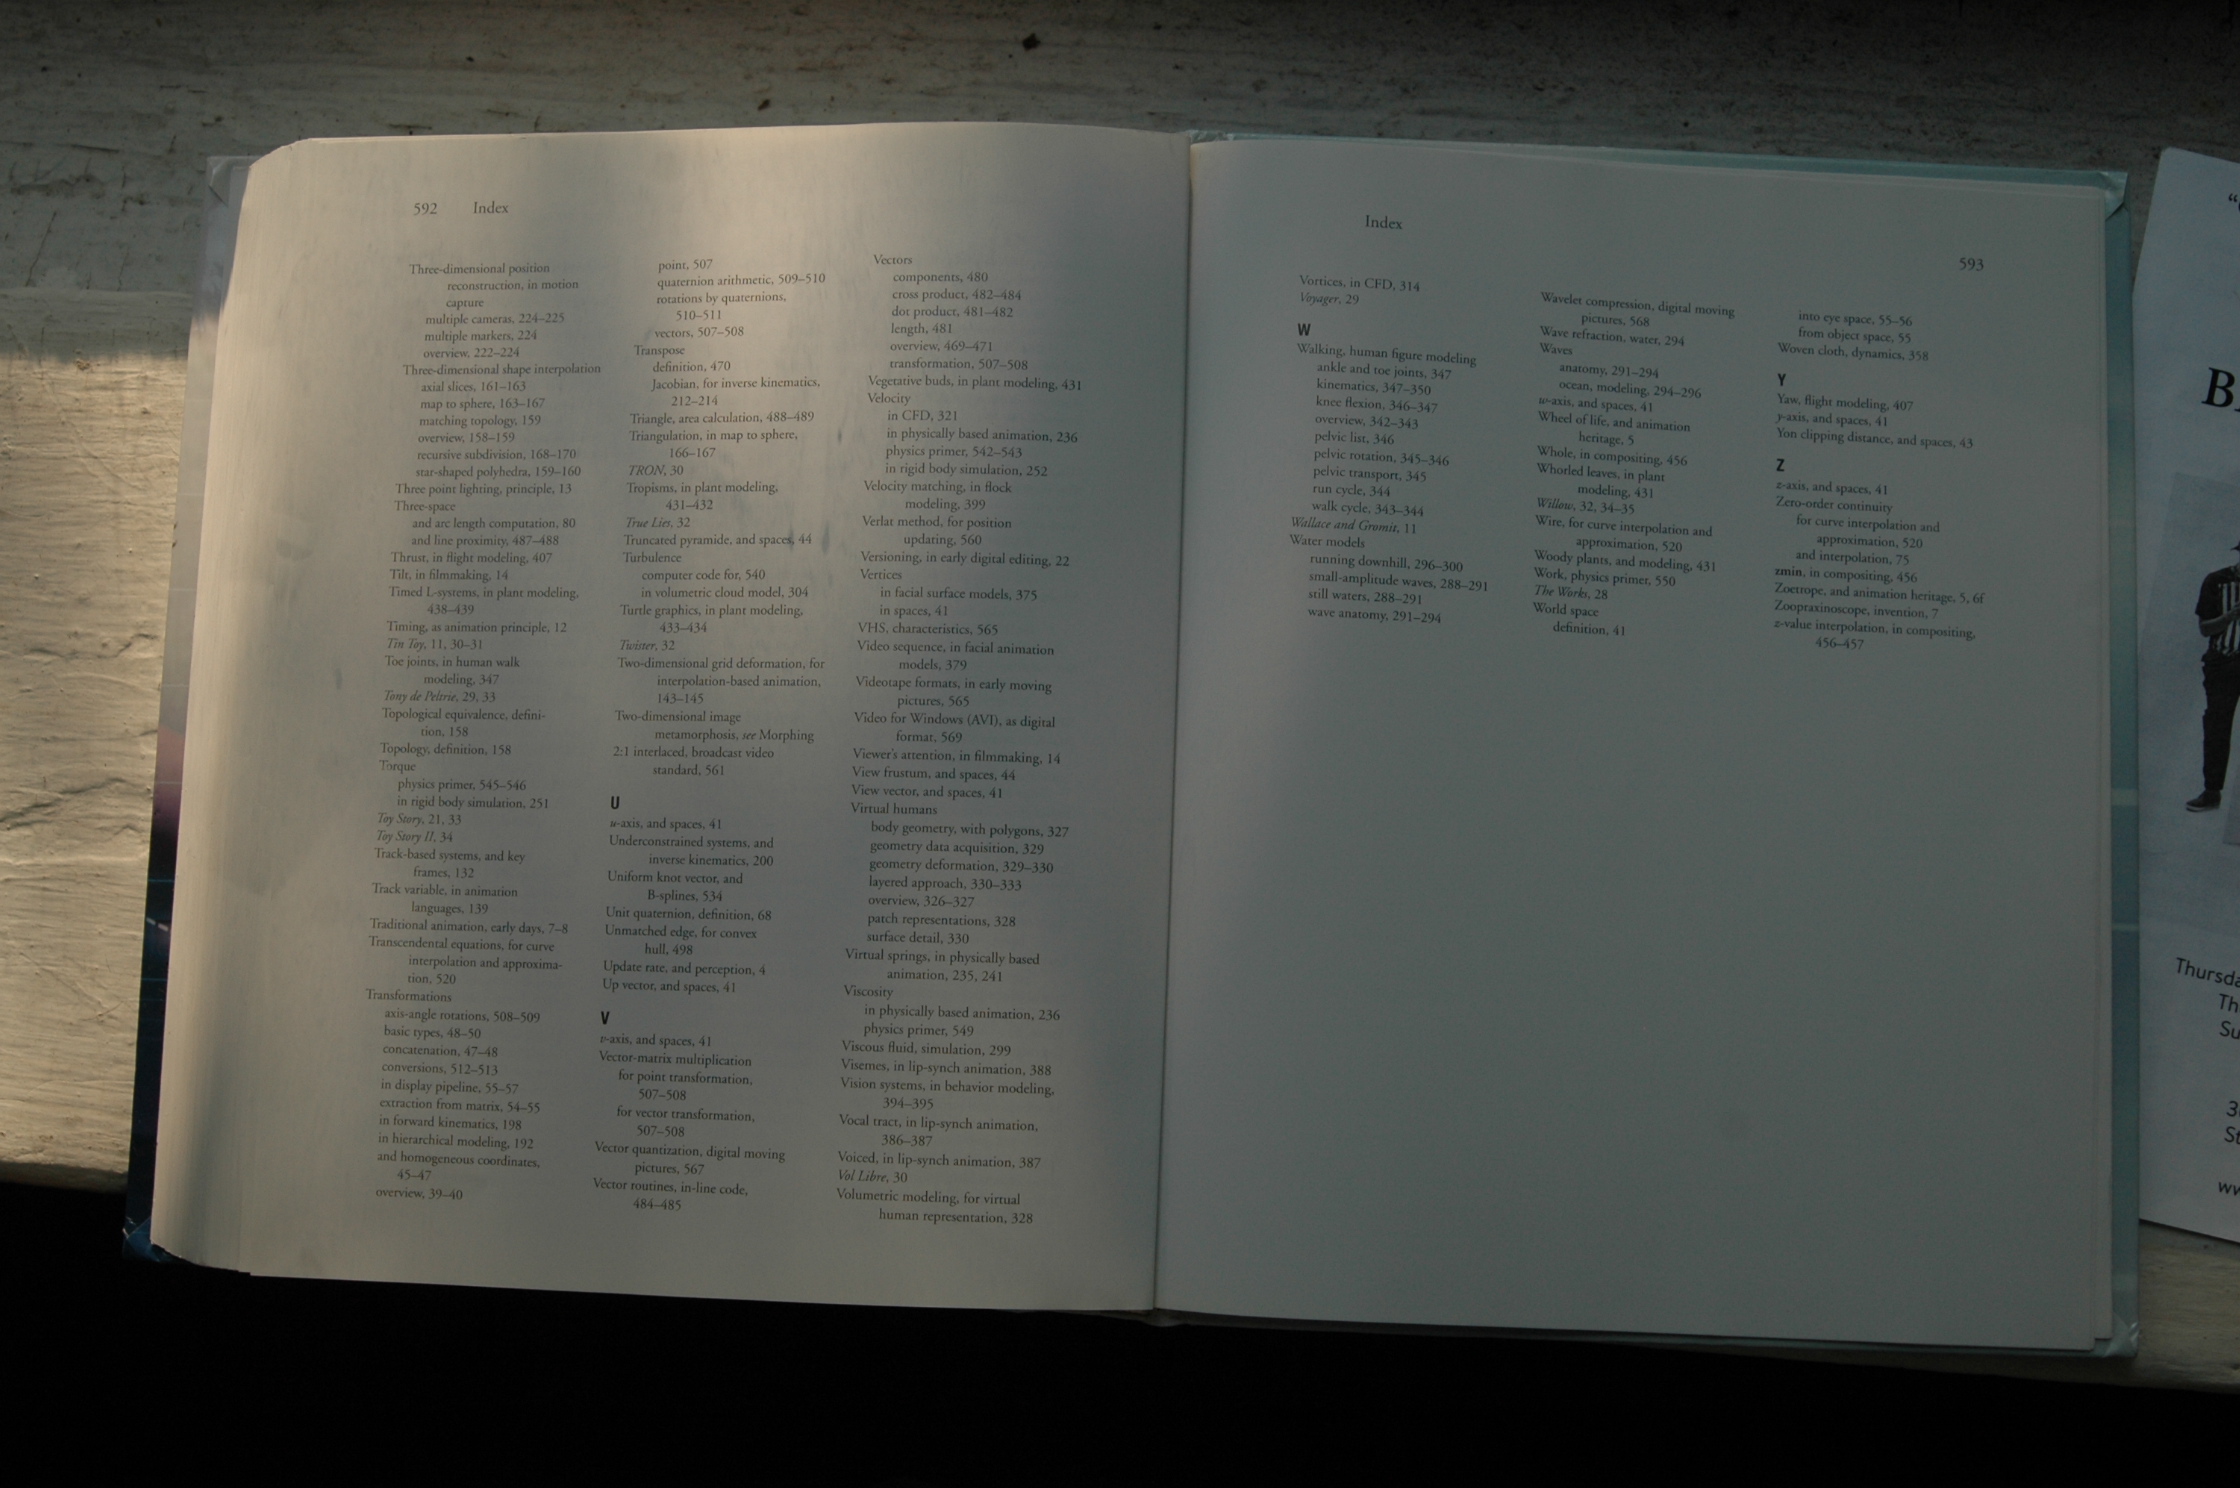 592 Index
Three-dimensional position
reconstruction, in motion
capture
multiple cameras, 224–225
multiple markers, 224
overview, 222–224
Three-dimensional shape interpolation
axial slices, 161–163
map to sphere, 163–167
matching topology, 159
overview, 158–159
recursive subdivision, 168–170
star-shaped polyhedra, 159–160
Three point lighting, principle, 13
Three-space
and arc length computation, 80
and line proximity, 487–488
Thrust, in flight modeling, 407
Tilt, in filmmaking, 14
Timed L-systems, in plant modeling,
438–439
Timing, as animation principle, 12
Tin Toy, 11, 30–31
Toe joints, in human walk
modeling, 347
Tony de Peltrie, 29, 33
Topological equivalence, defini-
tion, 158
Topology, definition, 158
Torque
physics primer, 545–546
in rigid body simulation, 251
Toy Story, 21, 33
Toy Story II, 34
Track-based systems, and key
frames, 132
Track variable, in animation
languages, 139
Traditional animation, early days, 7–8
Transcendental equations, for curve
interpolation and approxima-
tion, 520
Transformations
axis-angle rotations, 508–509
basic types, 48–50
concatenation, 47–48
conversions, 512–513
in display pipeline, 55–57
extraction from matrix, 54–55
in forward kinematics, 198
in hierarchical modeling, 192
and homogeneous coordinates,
45–47
overview, 39–40
point, 507
quaternion arithmetic, 509–510
rotations by quaternions,
510–511
vectors, 507–508
Transpose
definition, 470
Jacobian, for inverse kinematics,
212–214
Triangle, area calculation, 488–489
Triangulation, in map to sphere,
166–167
TRON, 30
Tropisms, in plant modeling,
431–432
True Lies, 32
Truncated pyramide, and spaces, 44
Turbulence
computer code for, 540
in volumetric cloud model, 304
Turtle graphics, in plant modeling,
433–434
Twister, 32
Two-dimensional grid deformation, for
interpolation-based animation,
143–145
Two-dimensional image
metamorphosis, see Morphing
2:1 interlaced, broadcast video
standard, 561
U
u-axis, and spaces, 41
Underconstrained systems, and
inverse kinematics, 200
Uniform knot vector, and
B-splines, 534
Unit quaternion, definition, 68
Unmatched edge, for convex
hull, 498
Update rate, and perception, 4
Up vector, and spaces, 41
V
v-axis, and spaces, 41
Vector-matrix multiplication
for point transformation,
507–508
for vector transformation,
507–508
Vector quantization, digital moving
pictures, 567
Vector routines, in-line code,
484–485
Vectors
components, 480
cross product, 482–484
dot product, 481–482
length, 481
overview, 469–471
transformation, 507–508
Vegetative buds, in plant modeling, 431
Velocity
in CFD, 321
in physically based animation, 236
physics primer, 542–543
in rigid body simulation, 252
Velocity matching, in flock
modeling, 399
Verlat method, for position
updating, 560
Versioning, in early digital editing, 22
Vertices
in facial surface models, 375
in spaces, 41
VHS, characteristics, 565
Video sequence, in facial animation
models, 379
Videotape formats, in early moving
pictures, 565
Video for Windows (AVI), as digital
format, 569
Viewer's attention, in filmmaking, 14
View frustum, and spaces, 44
View vector, and spaces, 41
Virtual humans
body geometry, with polygons, 327
geometry data acquisition, 329
geometry deformation, 329–330
layered approach, 330–333
overview, 326–327
patch representations, 328
surface detail, 330
Virtual springs, in physically based
animation, 235, 241
Viscosity
in physically based animation, 236
physics primer, 549
Viscous fluid, simulation, 299
Visemes, in lip-synch animation, 388
Vision systems, in behavior modeling,
394–395
Vocal tract, in lip-synch animation,
386–387
Voiced, in lip-synch animation, 387
Vol Libre, 30
Volumetric modeling, for virtual
human representation, 328
Index 593
Vortices, in CFD, 314
Voyager, 29
W
Walking, human figure modeling
ankle and toe joints, 347
kinematics, 347–350
knee flexion, 346–347
overview, 342–343
pelvic list, 346
pelvic rotation, 345–346
pelvic transport, 345
run cycle, 344
walk cycle, 343–344
Wallace and Gromit, 11
Water models
running downhill, 296–300
small-amplitude waves, 288–291
still waters, 288–291
wave anatomy, 291–294
Wavelet compression, digital moving
pictures, 568
Wave refraction, water, 294
Waves
anatomy, 291–294
ocean, modeling, 294–296
w-axis, and spaces, 41
Wheel of life, and animation
heritage, 5
Whole, in compositing, 456
Whorled leaves, in plant
modeling, 431
Willow, 32, 34–35
Wire, for curve interpolation and
approximation, 520
Woody plants, and modeling, 431
Work, physics primer, 550
The Works, 28
World space
definition, 41
into eye space, 55–56
from object space, 55
Woven cloth, dynamics, 358
Y
Yaw, flight modeling, 407
y-axis, and spaces, 41
Yon clipping distance, and spaces, 43
Z
z-axis, and spaces, 41
Zero-order continuity
for curve interpolation and
approximation, 520
and interpolation, 75
zmin, in compositing, 456
Zoetrope, and animation heritage, 5, 6f
Zoopraxinoscope, invention, 7
z-value interpolation, in compositing,
456–457